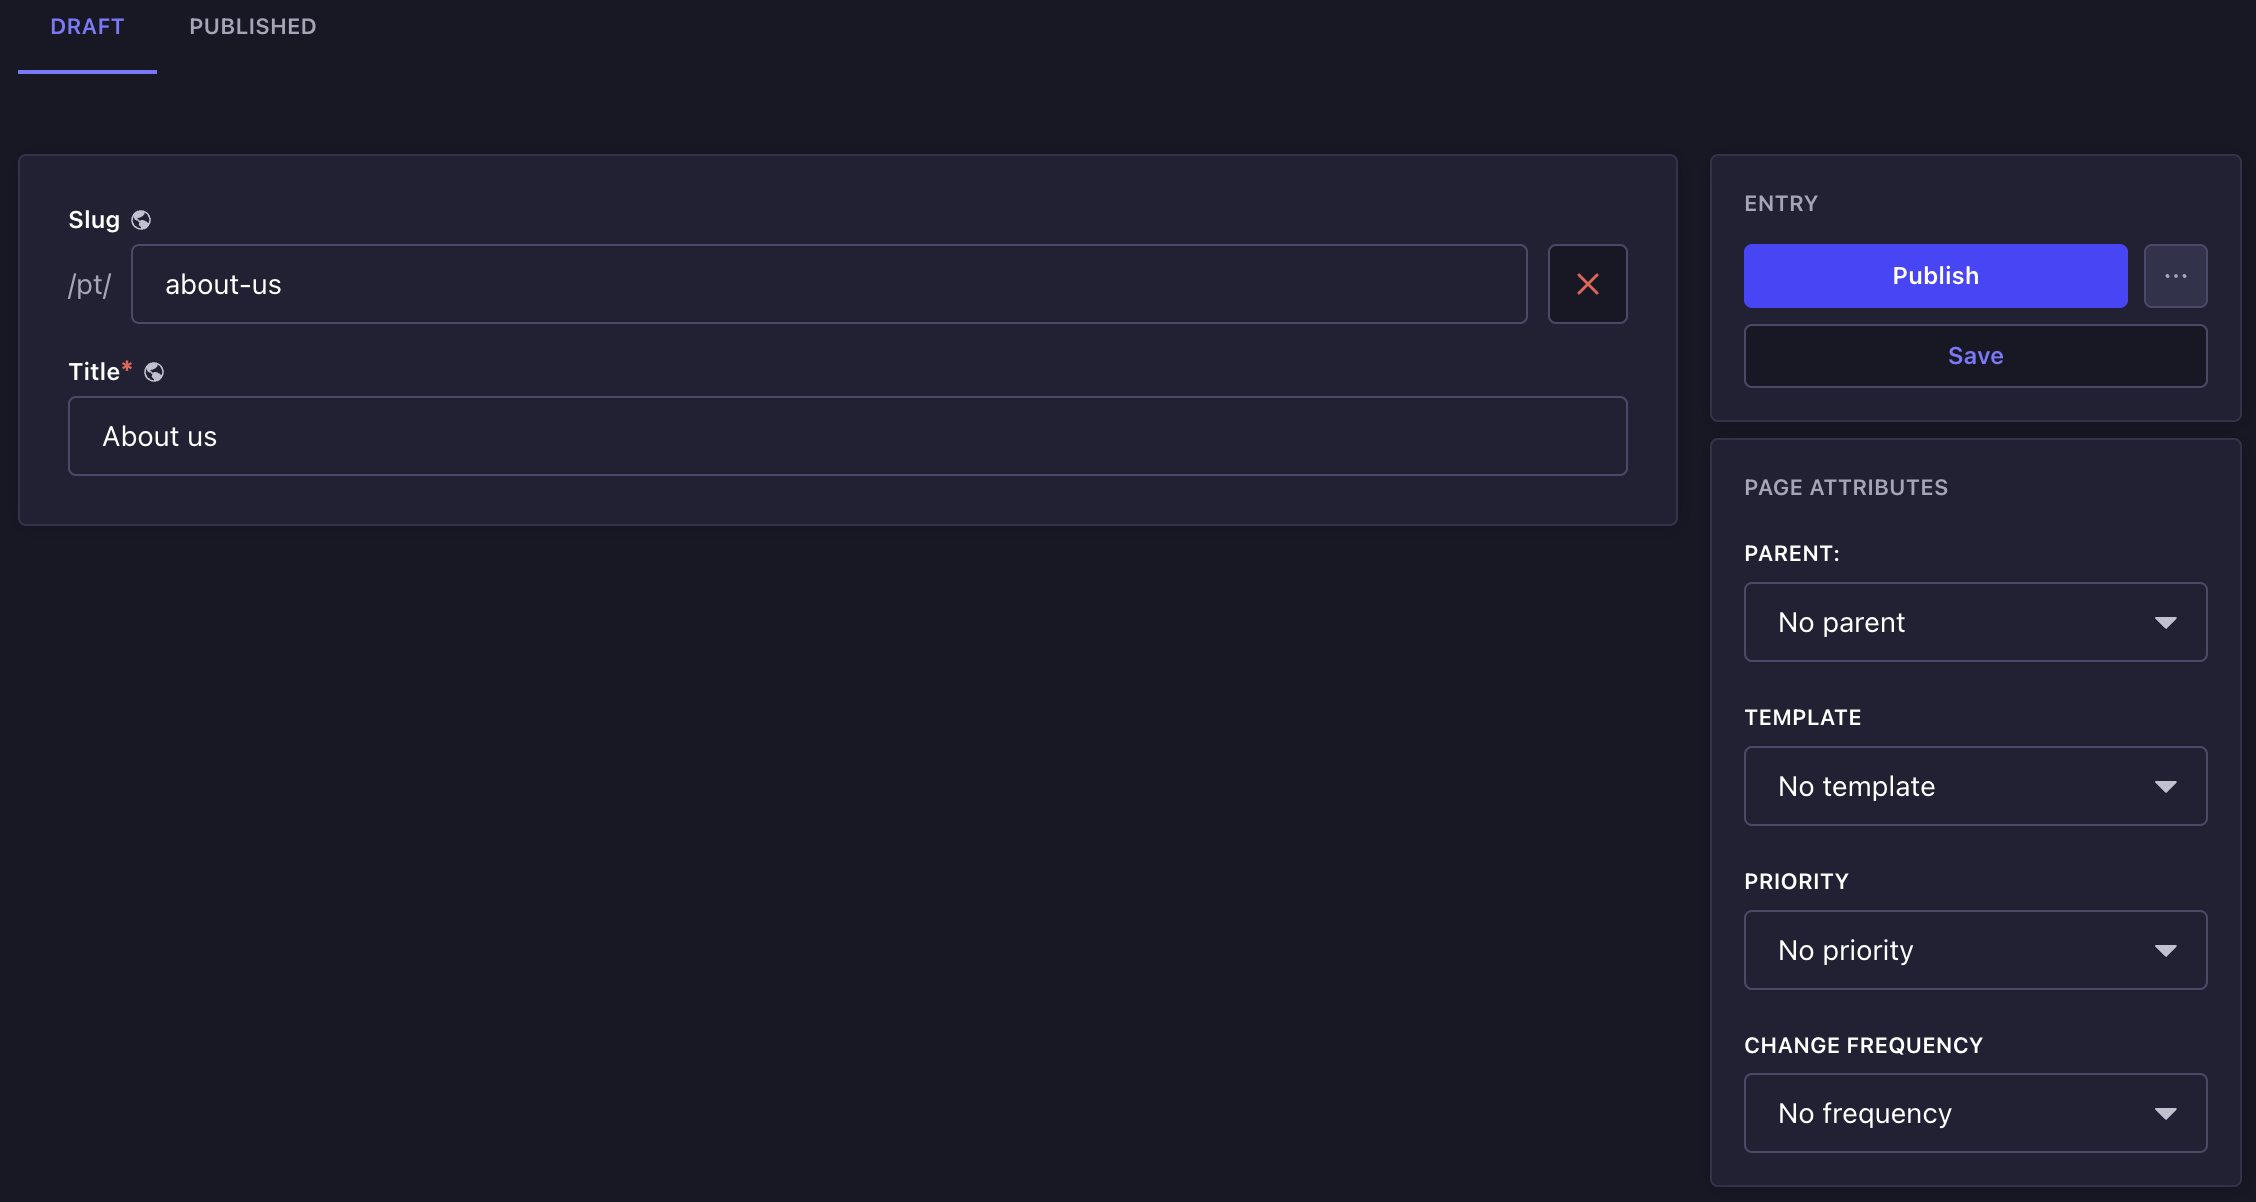 DRAFT PUBLISHED
Slug
/pt/ about-us
Title*
About us
ENTRY
Publish ...
Save
PAGE ATTRIBUTES
PARENT:
No parent
TEMPLATE
No template
PRIORITY
No priority
CHANGE FREQUENCY
No frequency